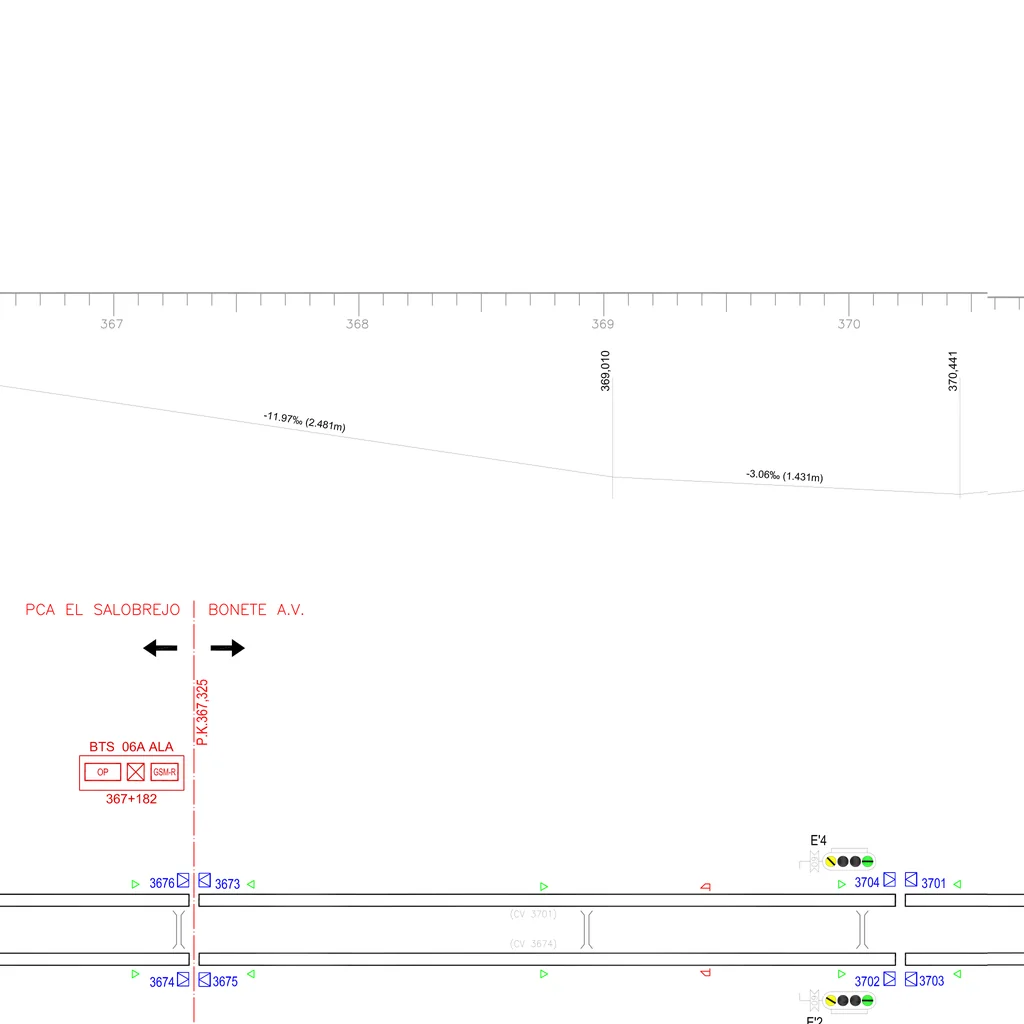 367
368
369
370
369,010
370,441
-11.97‰ (2.481m)
-3.06‰ (1.431m)
PCA EL SALOBREJO
BONETE A.V.
P.K.367,325
BTS 06A ALA
OP
GSM-R
367+182
E'4
3676
3673
3704
3701
(CV 3701)
(CV 3674)
3674
3675
3702
3703
E'2